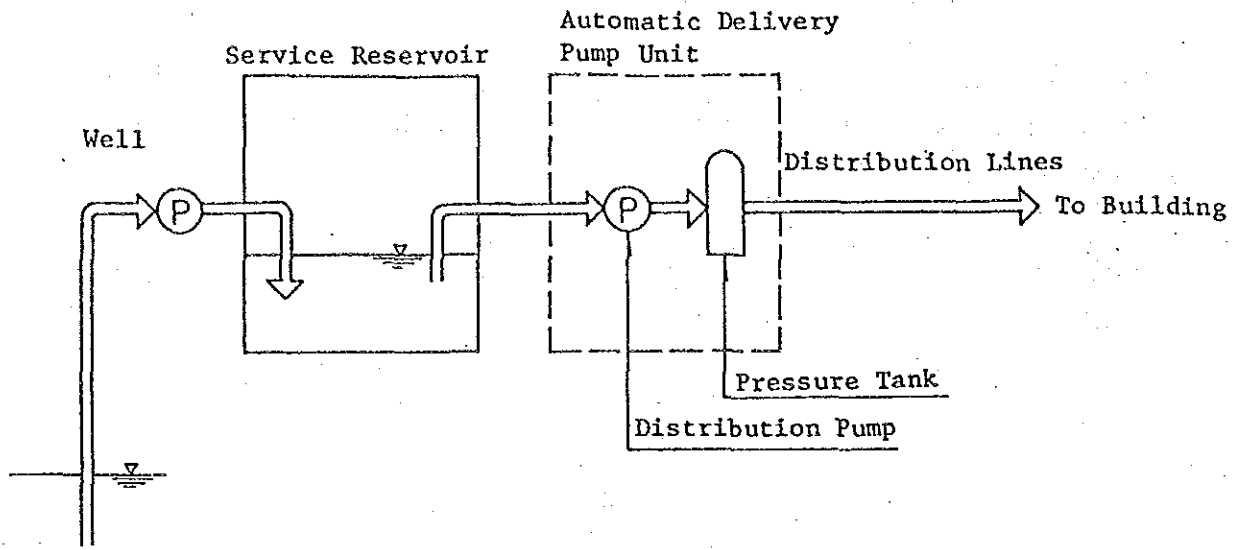 Automatic Delivery
Pump Unit
Service Reservoir
Well
P
P
Distribution Lines
To Building
Pressure Tank
Distribution Pump